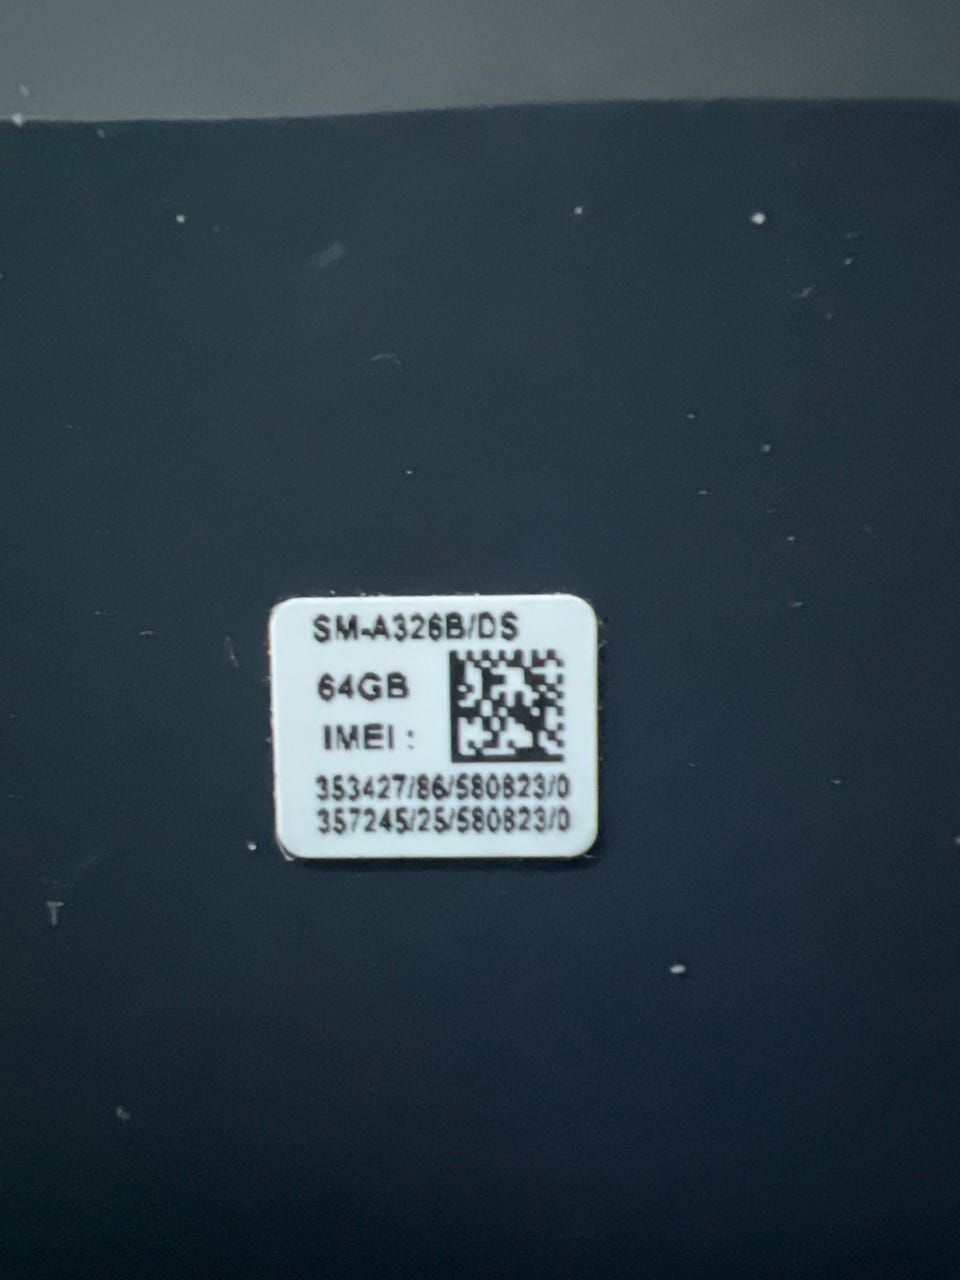 SM-A326B/DS
64GB
IMEI :
353427/86/580823/0
357245/25/580823/0